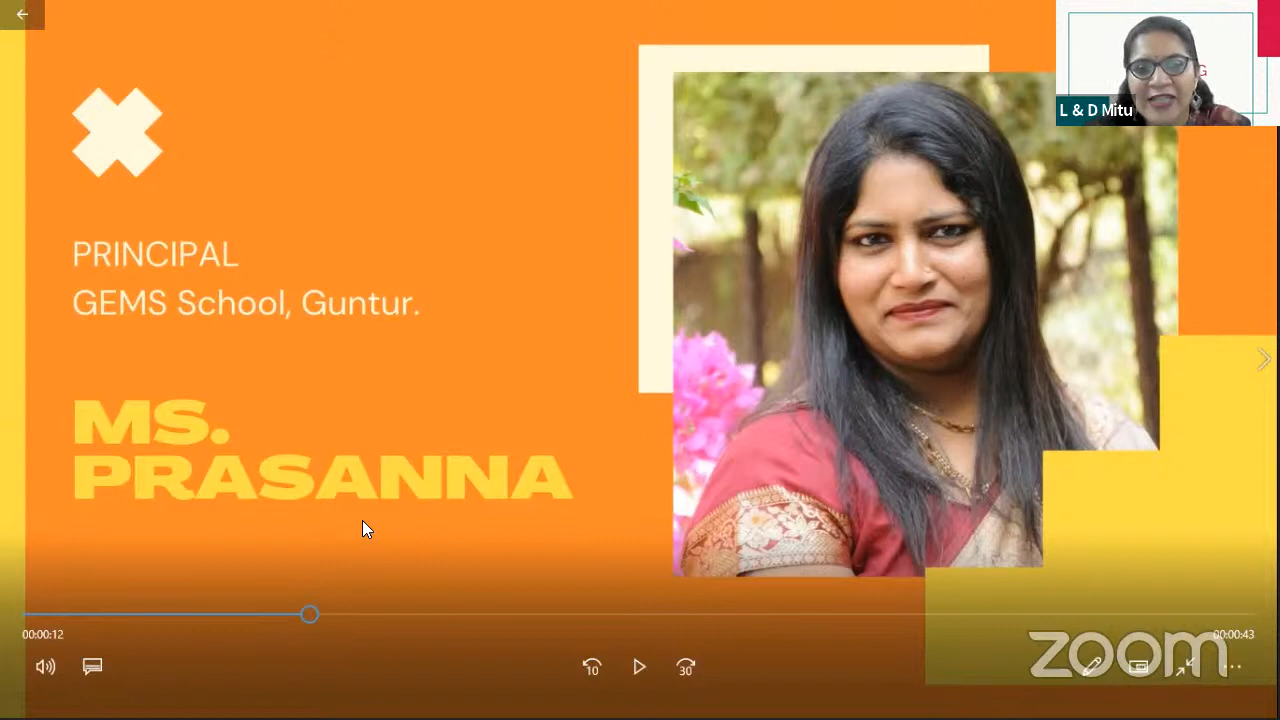 L & D Mitu
PRINCIPAL
GEMS School, Guntur.
MS.
PRASANNA
00:00:12
00:00:43
10
30
zoom